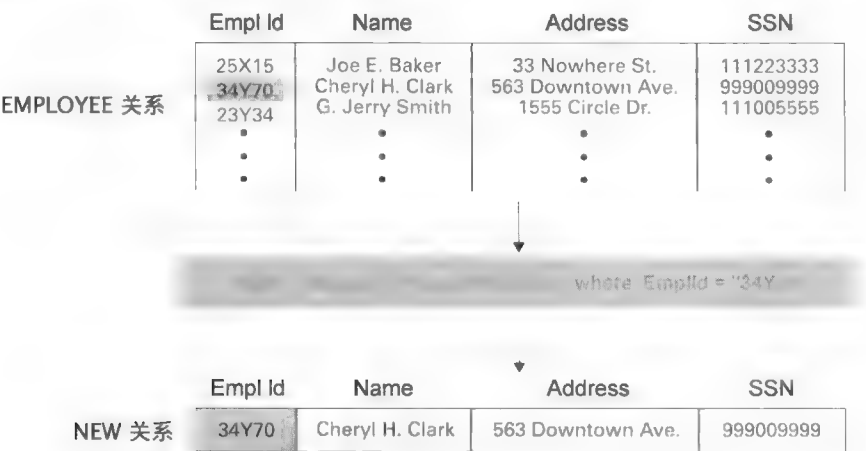 Empl Id Name Address SSN
25X15 Joe E. Baker 33 Nowhere St. 111223333
34Y70 Cheryl H. Clark 563 Downtown Ave. 999009999
EMPLOYEE 关系 23Y34 G. Jerry Smith 1555 Circle Dr. 111005555
where EmplId = "34Y
Empl Id Name Address SSN
NEW 关系 34Y70 Cheryl H. Clark 563 Downtown Ave. 999009999